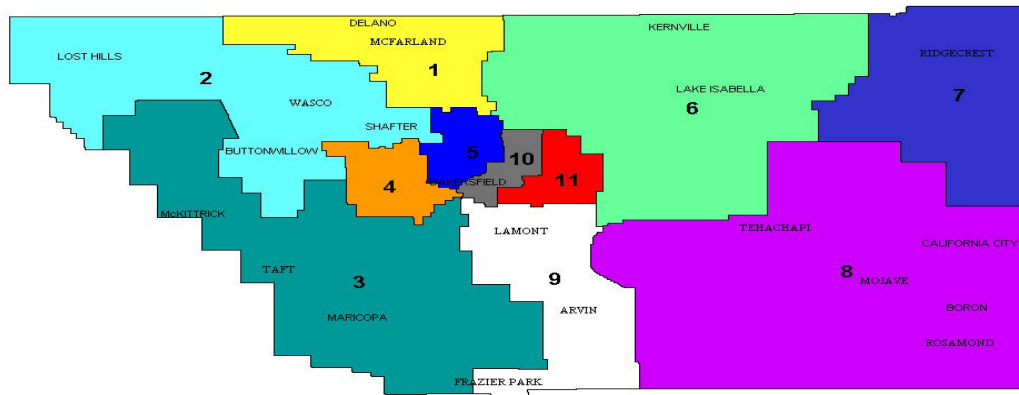 DELANO
KERNVILLE
MCFARLAND
RIDGECREST
LOST HILLS
1
2
LAKE ISABELLA
7
6
WASCO
SHAFTER
BUTTONWILLOW
5
10
11
BAKERSFIELD
4
McKITTRICK
LAMONT
TEHACHAPI
CALIFORNIA CITY
TAFT
3
9
8
MOJAVE
MARICOPA
ARVIN
BORON
ROSAMOND
FRAZIER PARK